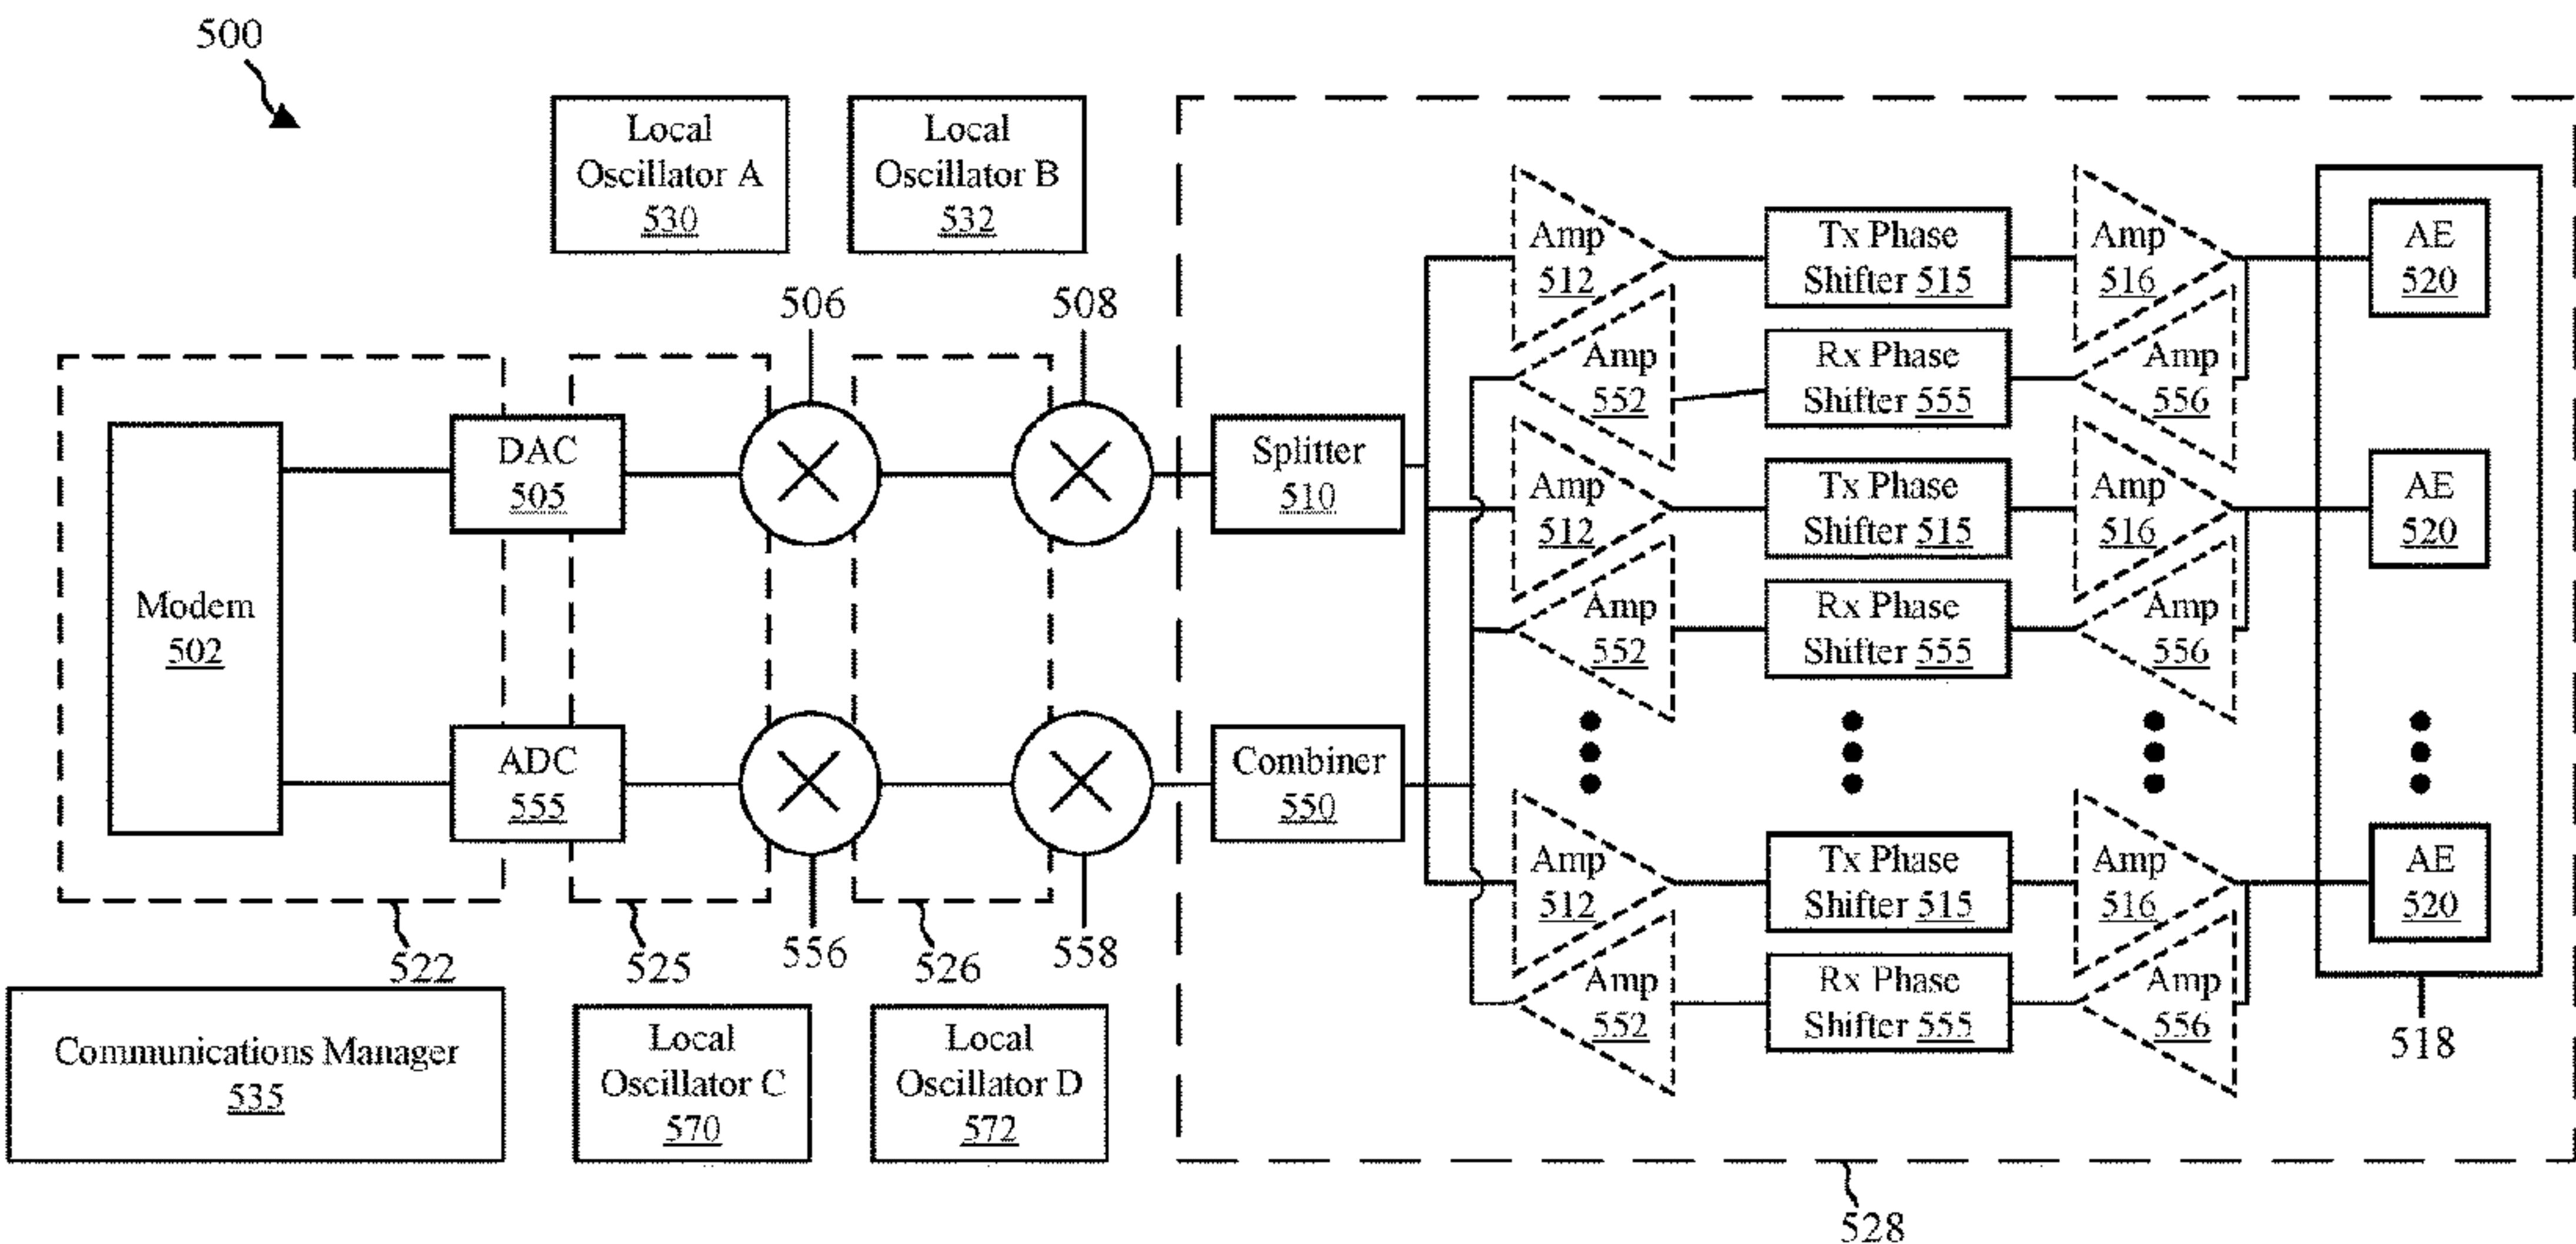 500
Local
Oscillator A
530
Local
Oscillator B
532
506
508
Modem
502
DAC
505
ADC
555
Splitter
510
Combiner
550
Amp
512
Tx Phase
Shifter 515
Amp
516
AE
520
Amp
552
Rx Phase
Shifter 555
Amp
556
Amp
512
Tx Phase
Shifter 515
Amp
516
AE
520
Amp
552
Rx Phase
Shifter 555
Amp
556
Amp
512
Tx Phase
Shifter 515
Amp
516
AE
520
Amp
552
Rx Phase
Shifter 555
Amp
556
522
525
556
526
558
518
Communications Manager
535
Local
Oscillator C
570
Local
Oscillator D
572
528